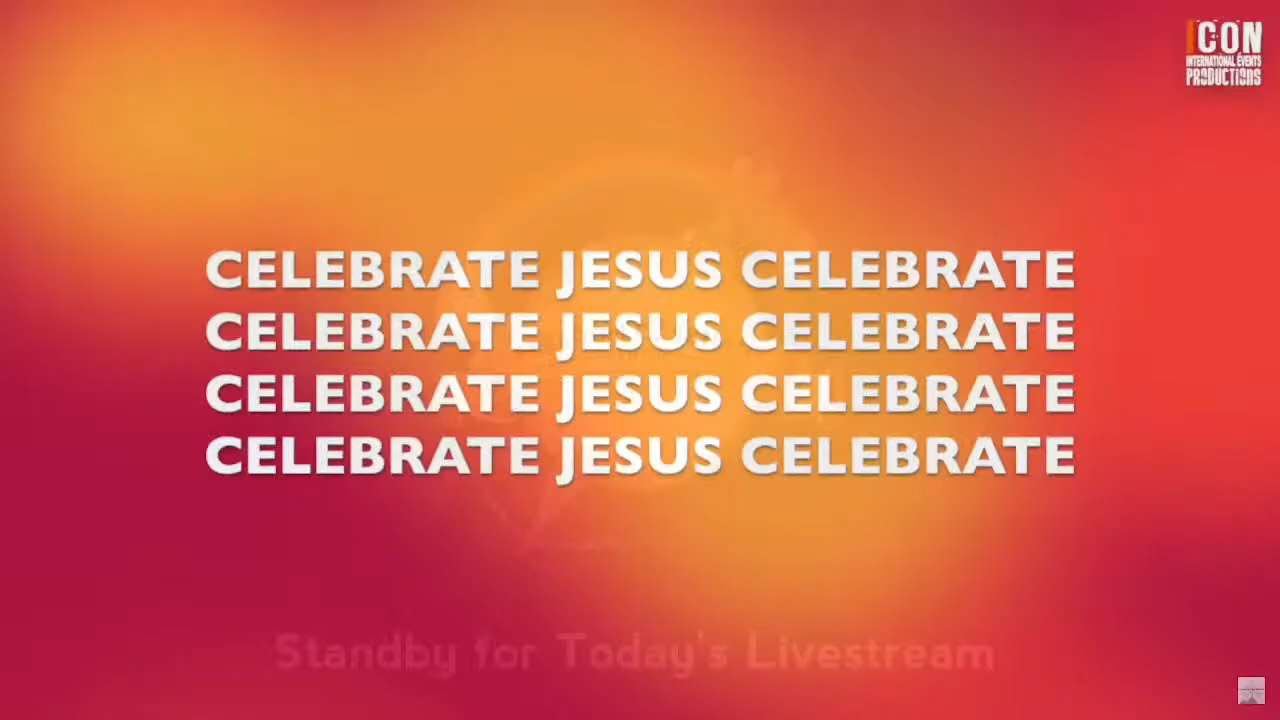 ICON
INTERNATIONAL EVENTS
PRODUCTIONS
CELEBRATE JESUS CELEBRATE
CELEBRATE JESUS CELEBRATE
CELEBRATE JESUS CELEBRATE
CELEBRATE JESUS CELEBRATE
Standby for Today's Livestream